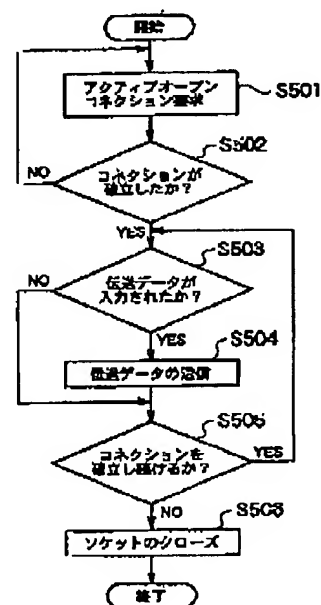 開始
アクティブオープン
コネクション要求
S501
S502
コネクションが
確立したか?
NO
YES
S503
伝送データが
入力されたか?
NO
YES
S504
伝送データの送信
S505
コネクションを
確立し続けるか?
YES
NO
S506
ソケットのクローズ
終了